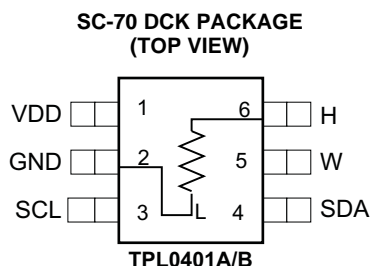 SC-70 DCK PACKAGE
(TOP VIEW)
VDD 1 6 H
GND 2 5 W
SCL 3 L 4 SDA
TPL0401A/B